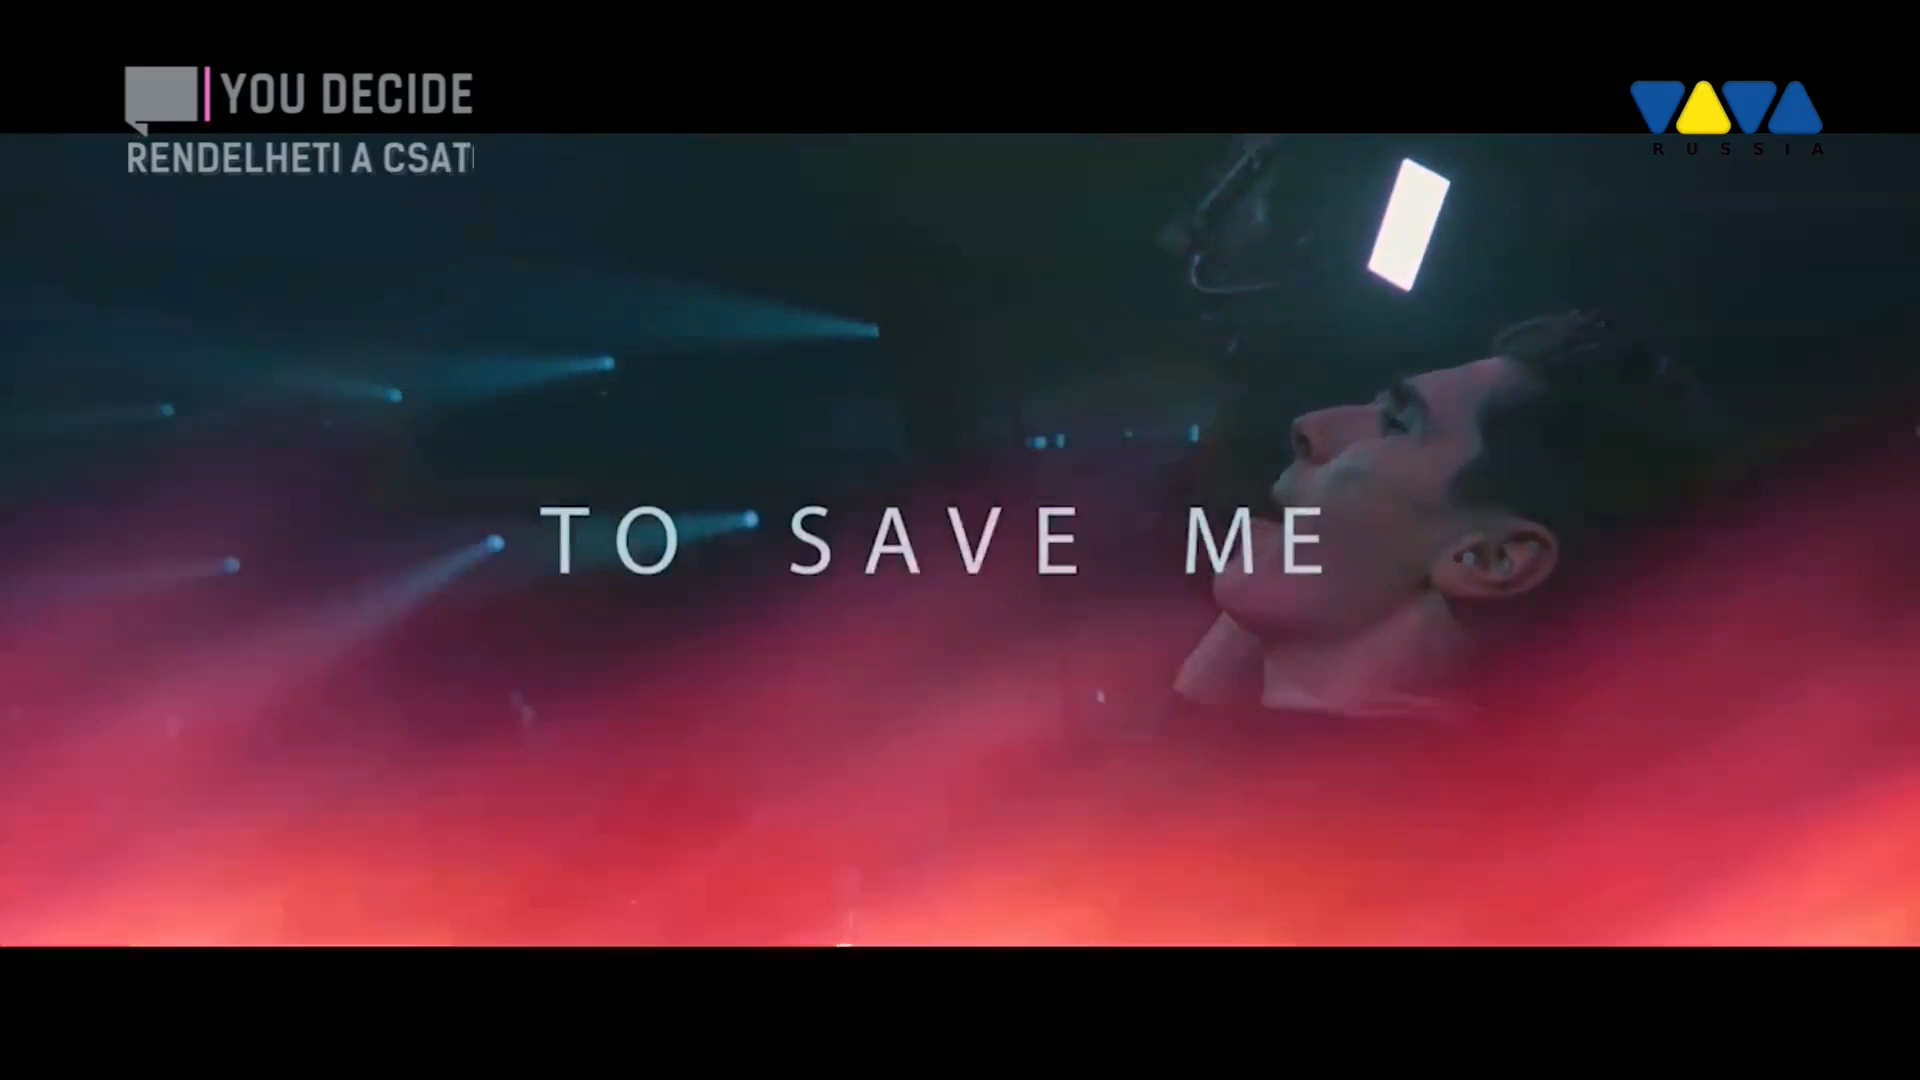 YOU DECIDE
RENDELHETI A CSAT
VIVA
RUSSIA
TO SAVE ME